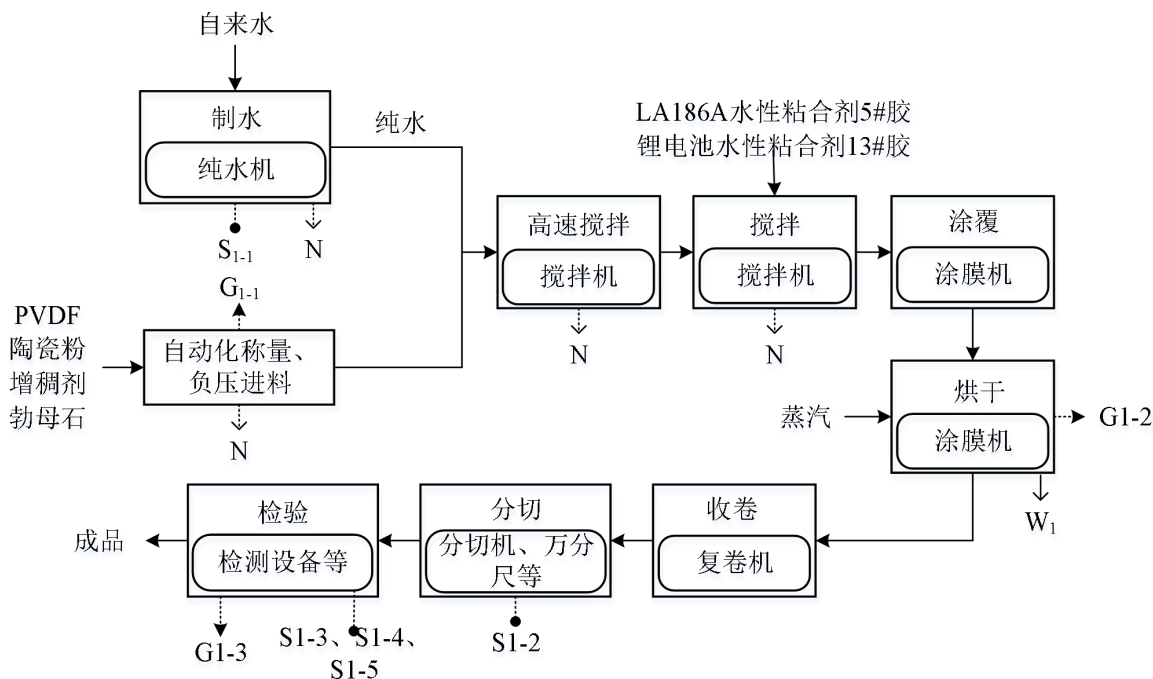 自来水
制水
纯水机
纯水
S1-1
N
G1-1
PVDF
陶瓷粉
增稠剂
勃母石
自动化称量、
负压进料
N
LA186A水性粘合剂5#胶
锂电池水性粘合剂13#胶
高速搅拌
搅拌机
N
搅拌
搅拌机
N
涂覆
涂膜机
蒸汽
烘干
涂膜机
G1-2
W1
收卷
复卷机
分切
分切机、万分
尺等
S1-2
检验
检测设备等
G1-3
S1-3、S1-4、
S1-5
成品